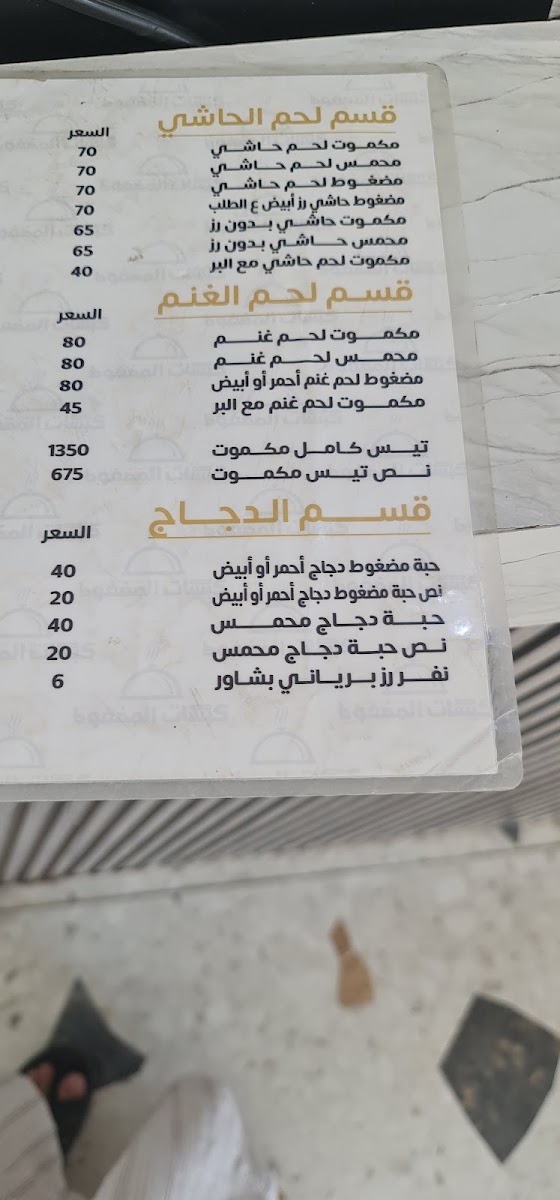 قسم لحم الحاشي
السعر
مكموت لحم حاشي 70
محمس لحم حاشي 70
مضغوط لحم حاشي 70
مضغوط حاشي رز أبيض ع الطلب 70
مكموت حاشي بدون رز 65
محمس حاشي بدون رز 65
مكموت لحم حاشي مع البر 40
قسم لحم الغنم
السعر
مكموت لحم غنم 80
محمس لحم غنم 80
مضغوط لحم غنم أحمر أو أبيض 80
مكموت لحم غنم مع البر 45
تيس كامل مكموت 1350
نص تيس مكموت 675
قسم الدجاج
السعر
حبة مضغوط دجاج أحمر أو أبيض 40
نص حبة مضغوط دجاج أحمر أو أبيض 20
حبة دجاج محمس 40
نص حبة دجاج محمس 20
نفر رز برياني بشاور 6